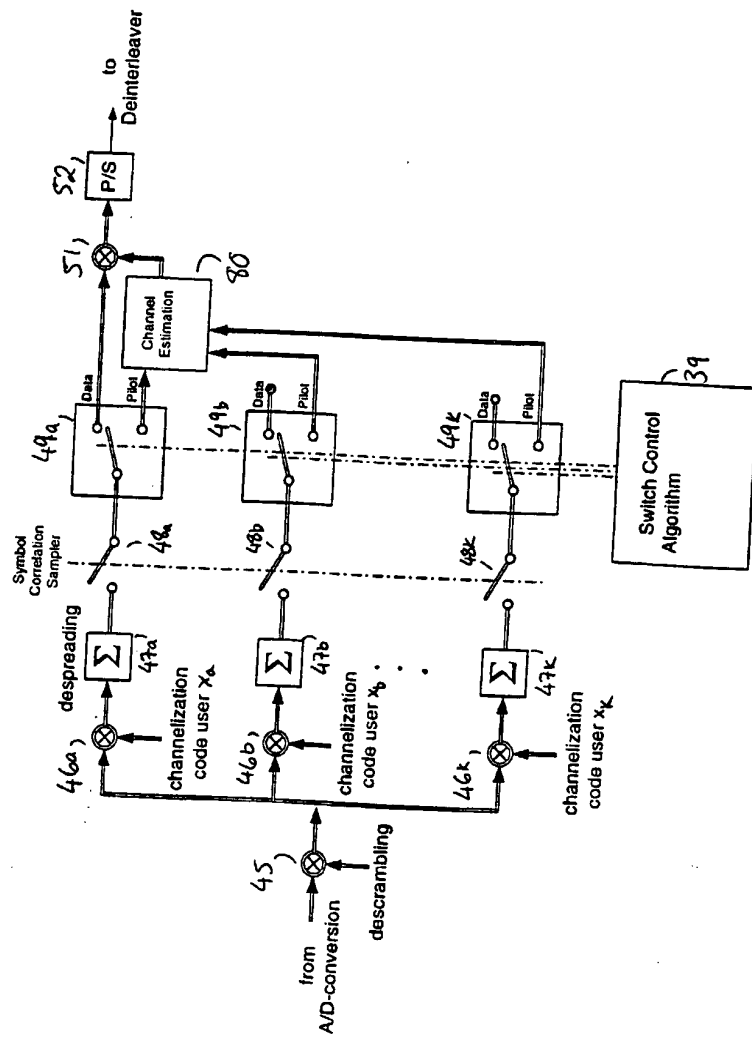 from
A/D-conversion
45
descrambling
46a
despreading
Σ
47a
channelization
code user xa
Symbol
Correlation
Sampler
48a
49a
Data
Pilot
51
52
P/S
to
Deinterleaver
Channel
Estimation
80
46b
Σ
47b
channelization
code user xb
48b
49b
Data
Pilot
. . .
46k
Σ
47k
channelization
code user xK
48k
49k
Data
Pilot
Switch Control
Algorithm
39